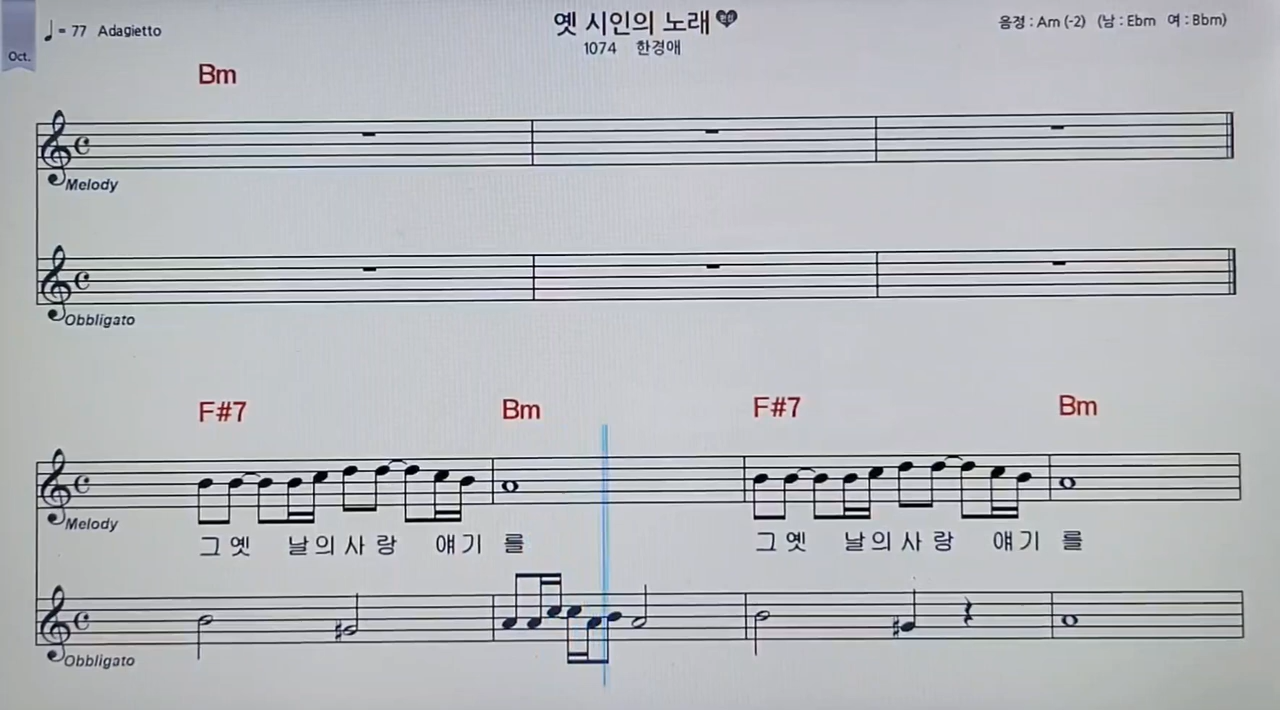 옛 시인의 노래
♩= 77 Adagietto
음정 : Am (-2) (남 : Ebm 여 : Bbm)
1074 한경애
Oct.
Bm
Melody
Obbligato
F#7 Bm F#7 Bm
Melody
그 옛 날 의 사 랑 얘 기 를 그 옛 날 의 사 랑 얘 기 를
Obbligato